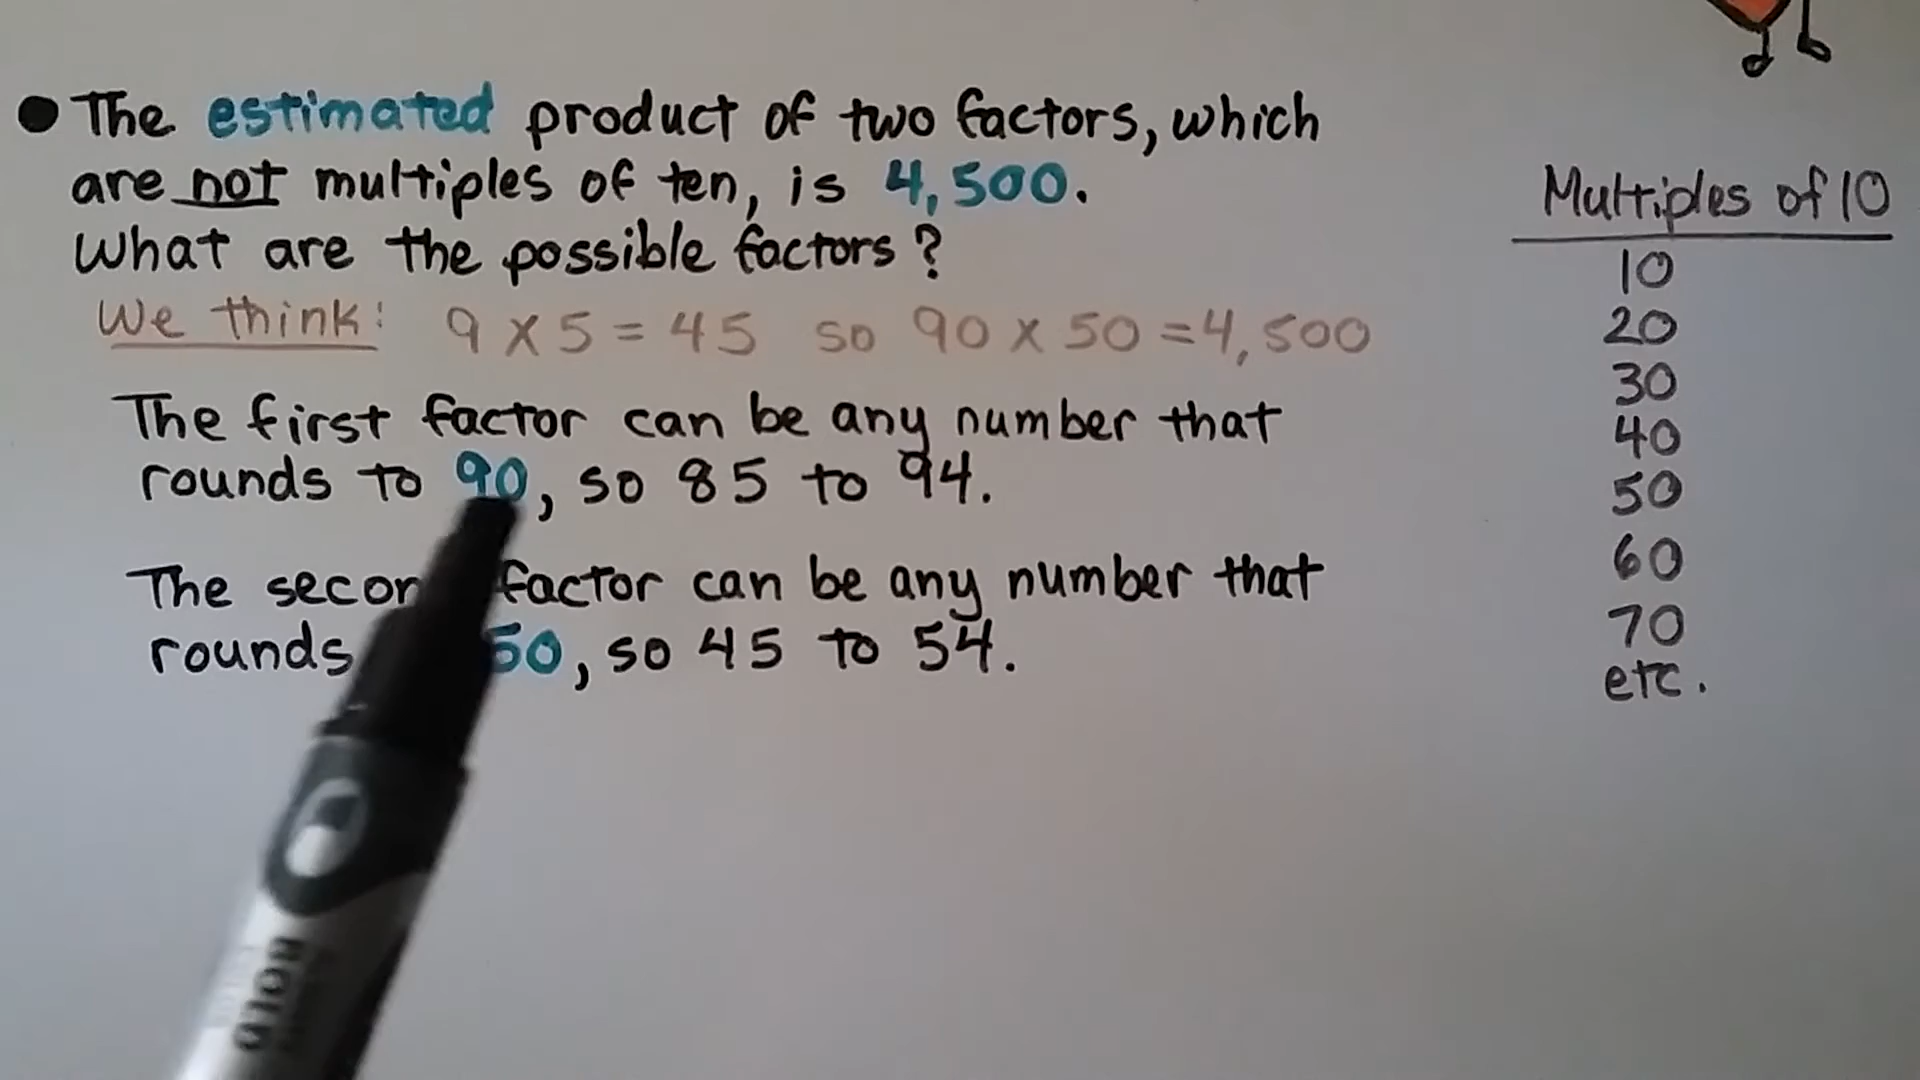 ● The estimated product of two factors, which
are not multiples of ten, is 4,500.
What are the possible factors?
We think: 9 x 5 = 45 so 90 x 50 = 4,500
The first factor can be any number that
rounds to 90, so 85 to 94.
The factor can be any number that
rounds 50, so 45 to 54.
Multiples of 10
10
20
30
40
50
60
70
etc.
BOLD